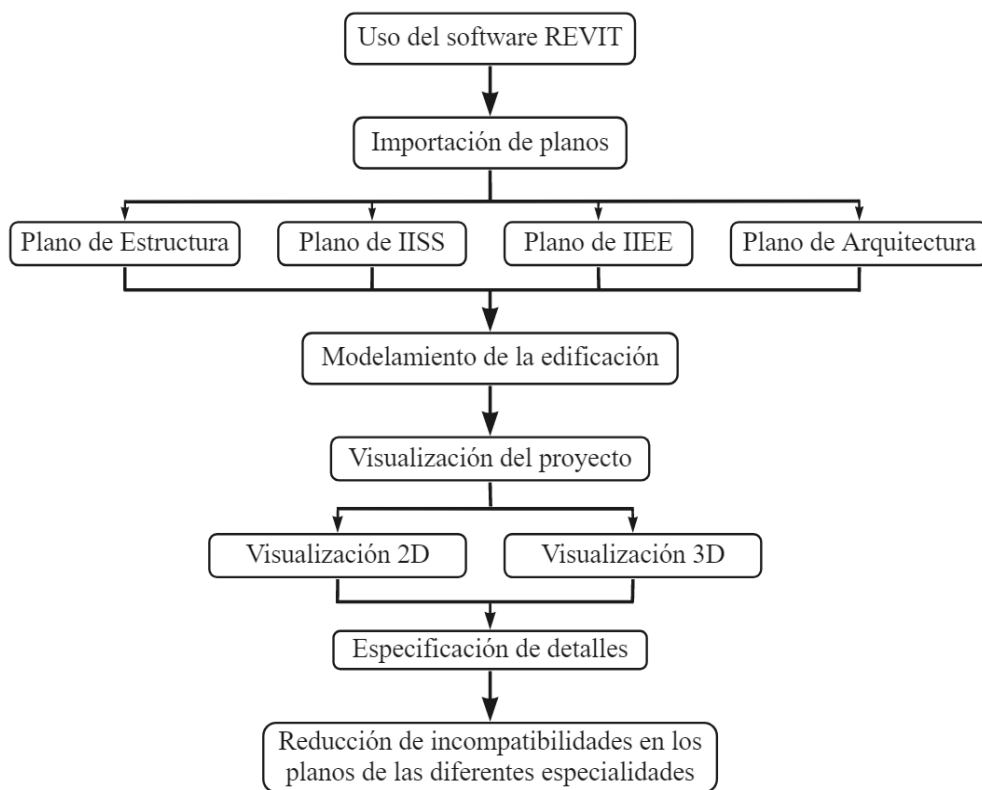 Uso del software REVIT
Importación de planos
Plano de Estructura
Plano de IISS
Plano de IIEE
Plano de Arquitectura
Modelamiento de la edificación
Visualización del proyecto
Visualización 2D
Visualización 3D
Especificación de detalles
Reducción de incompatibilidades en los
planos de las diferentes especialidades